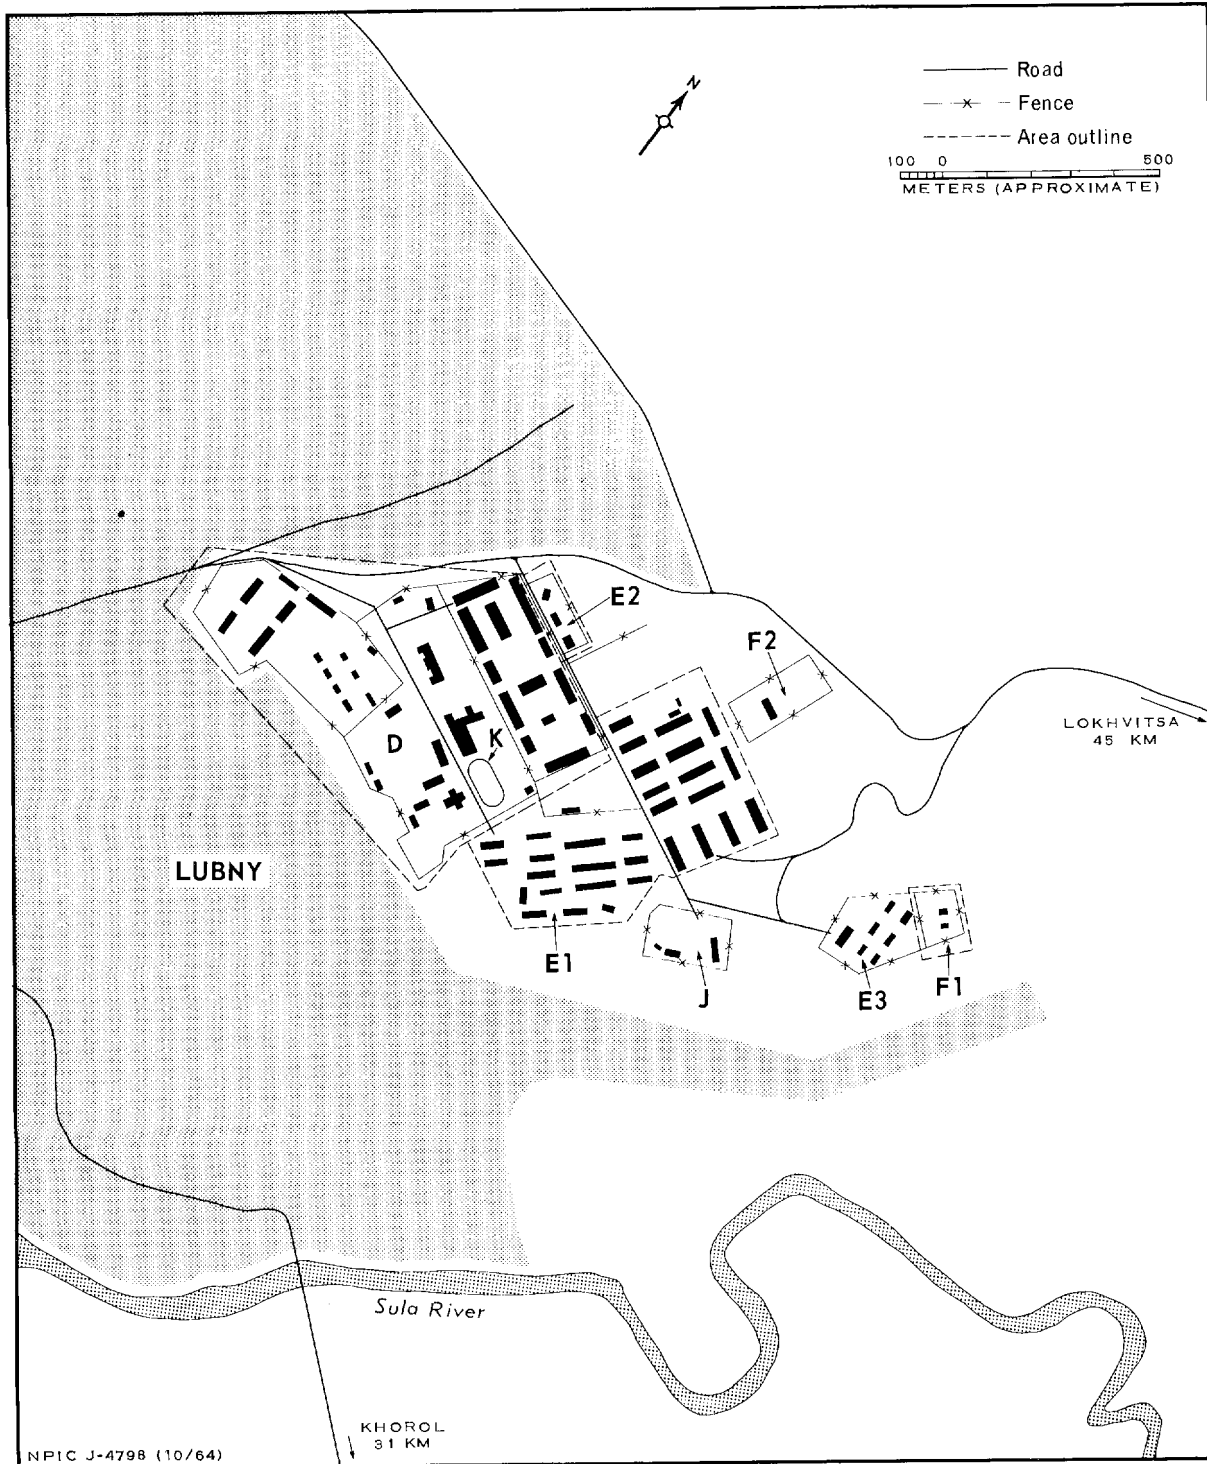 N
Road
Fence
Area outline
100 0 500
METERS (APPROXIMATE)
E2
F2
LOKHVITSA
45 KM
K
D
LUBNY
E1
J
E3
F1
Sula River
KHOROL
31 KM
NPIC J-4798 (10/64)